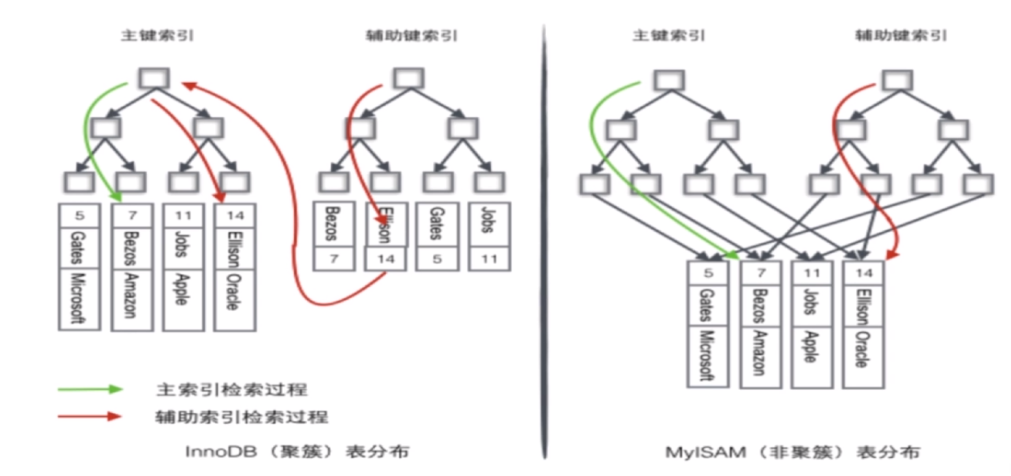 主键索引
辅助键索引
5
Gates
Microsoft
7
Bezos
Amazon
11
Jobs
Apple
14
Ellison
Oracle
Bezos
7
Ellison
14
Gates
5
Jobs
11
主索引检索过程
辅助索引检索过程
InnoDB（聚簇）表分布
主键索引
辅助键索引
5
Gates
Microsoft
7
Bezos
Amazon
11
Jobs
Apple
14
Ellison
Oracle
MyISAM（非聚簇）表分布